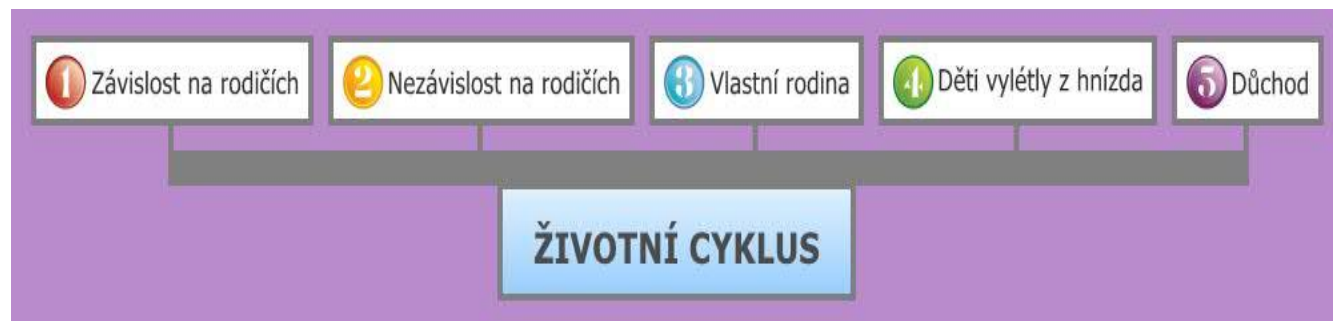 1 Závislost na rodičích
2 Nezávislost na rodičích
3 Vlastní rodina
4 Děti vylétly z hnízda
5 Důchod
ŽIVOTNÍ CYKLUS